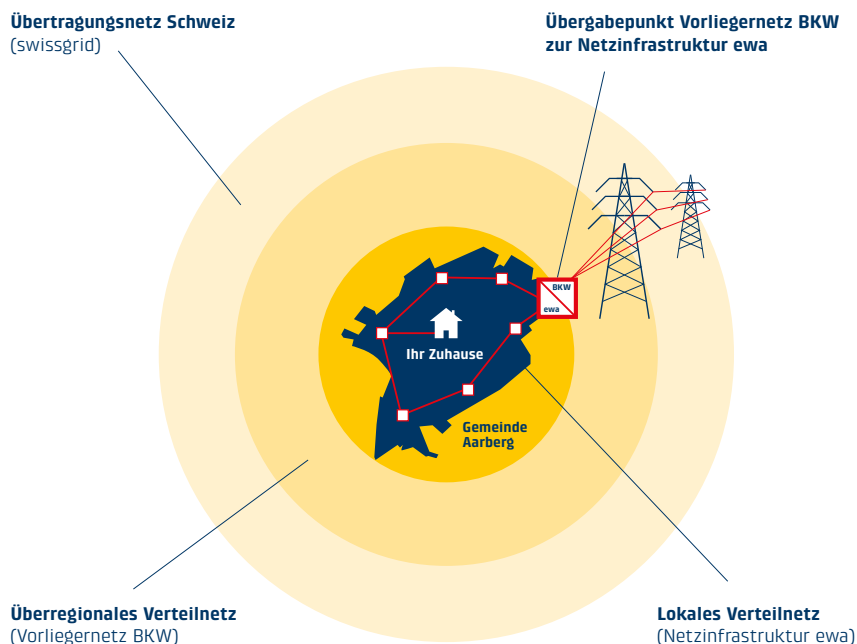 Übertragungsnetz Schweiz
(swissgrid)
Übergabepunkt Vorliegernetz BKW
zur Netzinfrastruktur ewa
BKW
ewa
Ihr Zuhause
Gemeinde
Aarberg
Überregionales Verteilnetz
(Vorliegernetz BKW)
Lokales Verteilnetz
(Netzinfrastruktur ewa)